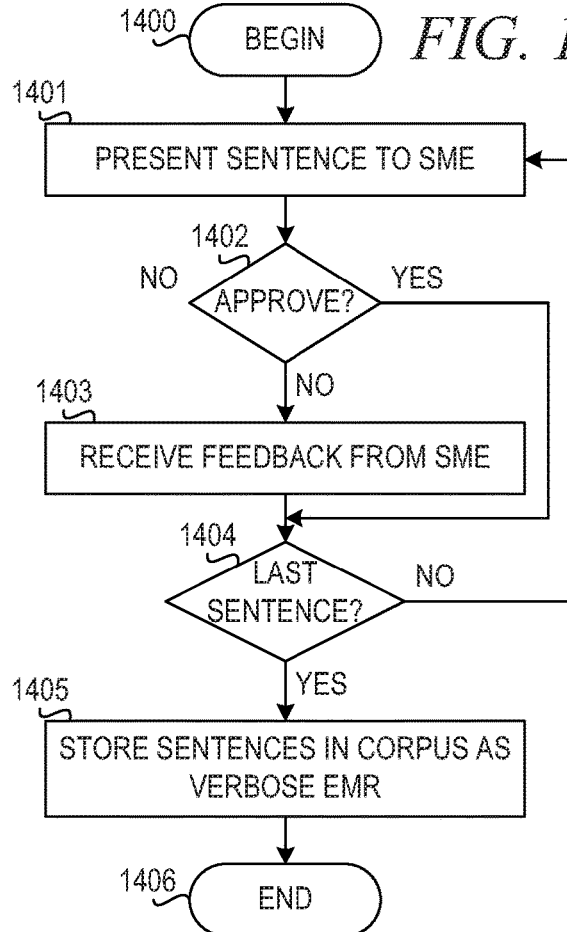 1400
BEGIN
FIG. 1
1401
PRESENT SENTENCE TO SME
1402
NO
APPROVE?
YES
NO
1403
RECEIVE FEEDBACK FROM SME
1404
LAST
SENTENCE?
NO
YES
1405
STORE SENTENCES IN CORPUS AS
VERBOSE EMR
1406
END